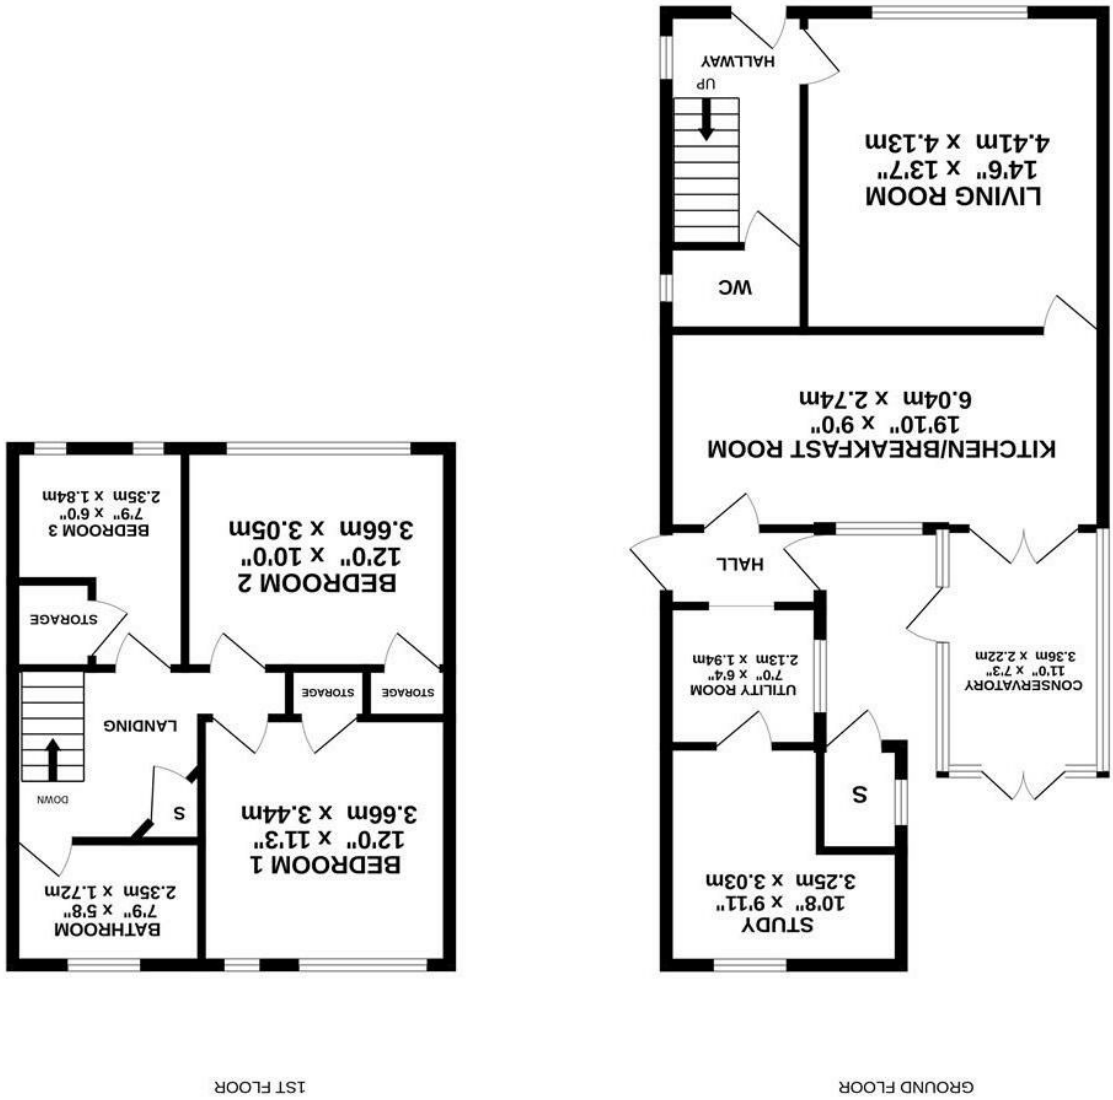 GROUND FLOOR
STUDY
10'8" x 9'11"
3.25m x 3.03m
S
UTILITY ROOM
7'0" x 6'4"
2.13m x 1.94m
CONSERVATORY
11'0" x 7'3"
3.36m x 2.22m
HALL
KITCHEN/BREAKFAST ROOM
19'10" x 9'0"
6.04m x 2.74m
WC
LIVING ROOM
14'6" x 13'7"
4.41m x 4.13m
UP
HALLWAY
1ST FLOOR
BATHROOM
7'9" x 5'8"
2.35m x 1.72m
BEDROOM 1
12'0" x 11'3"
3.66m x 3.44m
S
DOWN
LANDING
STORAGE
STORAGE
STORAGE
BEDROOM 2
12'0" x 10'0"
3.66m x 3.05m
BEDROOM 3
7'9" x 6'0"
2.35m x 1.84m